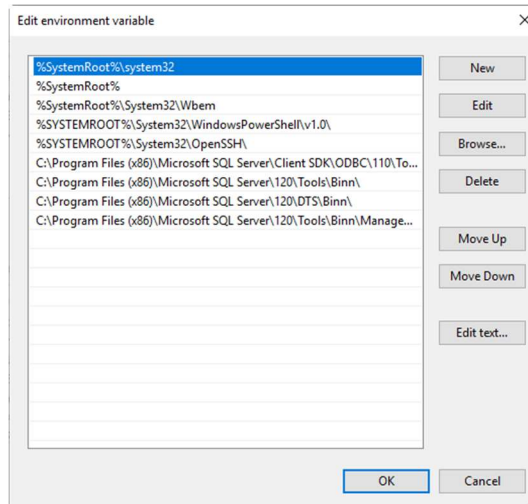 Edit environment variable
%SystemRoot%\system32
%SystemRoot%
%SystemRoot%\System32\Wbem
%SYSTEMROOT%\System32\WindowsPowerShell\v1.0\
%SYSTEMROOT%\System32\OpenSSH\
C:\Program Files (x86)\Microsoft SQL Server\Client SDK\ODBC\110\To...
C:\Program Files (x86)\Microsoft SQL Server\120\Tools\Binn\
C:\Program Files (x86)\Microsoft SQL Server\120\DTS\Binn\
C:\Program Files (x86)\Microsoft SQL Server\120\Tools\Binn\Manage...
New
Edit
Browse...
Delete
Move Up
Move Down
Edit text...
OK
Cancel